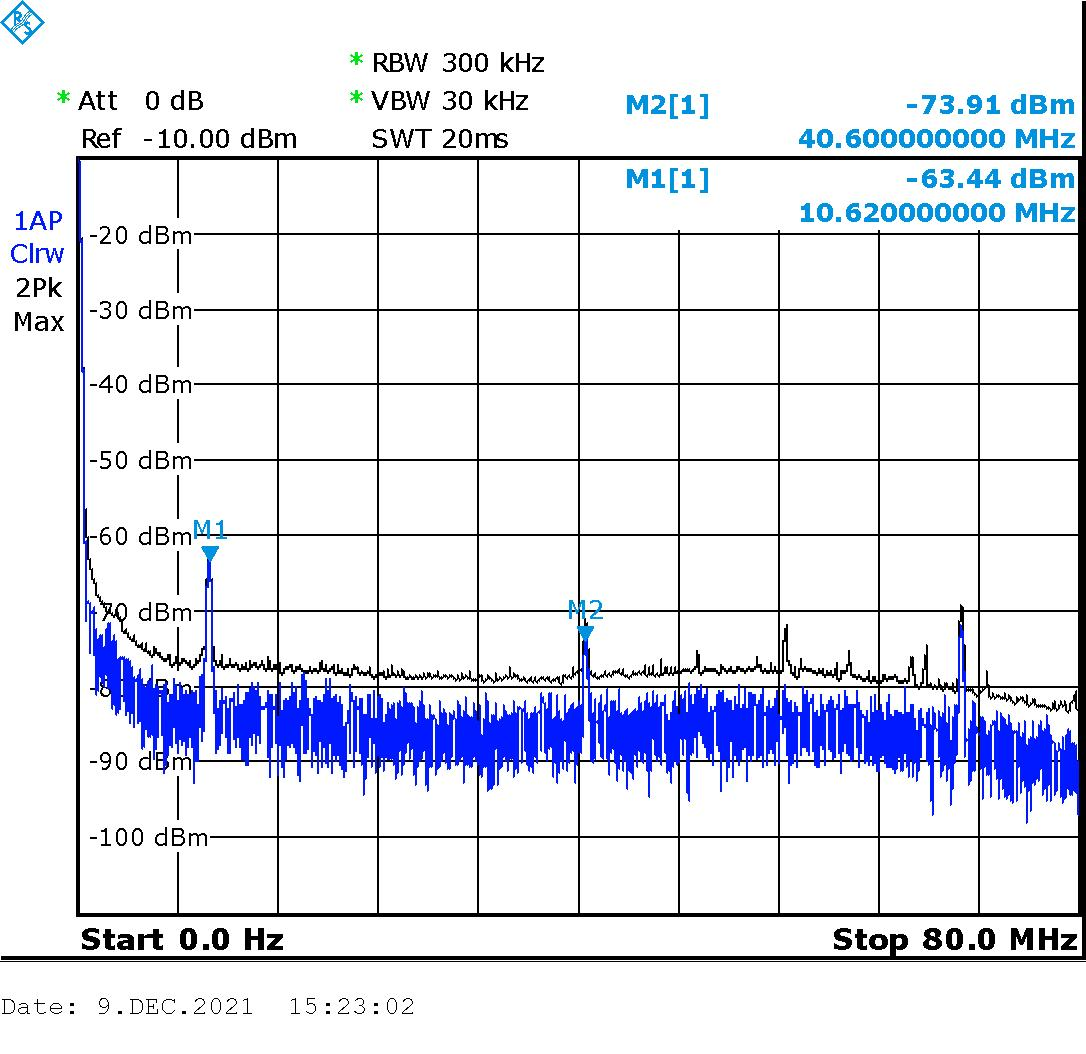 R&S
* RBW 300 kHz
* Att 0 dB * VBW 30 kHz
Ref -10.00 dBm SWT 20ms
M2[1] -73.91 dBm
40.600000000 MHz
M1[1] -63.44 dBm
10.620000000 MHz
1AP
Clrw
2Pk
Max
-20 dBm
-30 dBm
-40 dBm
-50 dBm
M1
-60 dBm
M2
-70 dBm
-80 dBm
-90 dBm
-100 dBm
Start 0.0 Hz Stop 80.0 MHz
Date: 9.DEC.2021 15:23:02